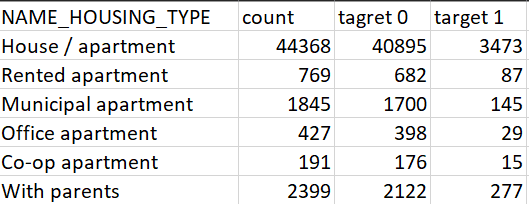 NAME_HOUSING_TYPE count tagret 0 target 1
House / apartment 44368 40895 3473
Rented apartment 769 682 87
Municipal apartment 1845 1700 145
Office apartment 427 398 29
Co-op apartment 191 176 15
With parents 2399 2122 277